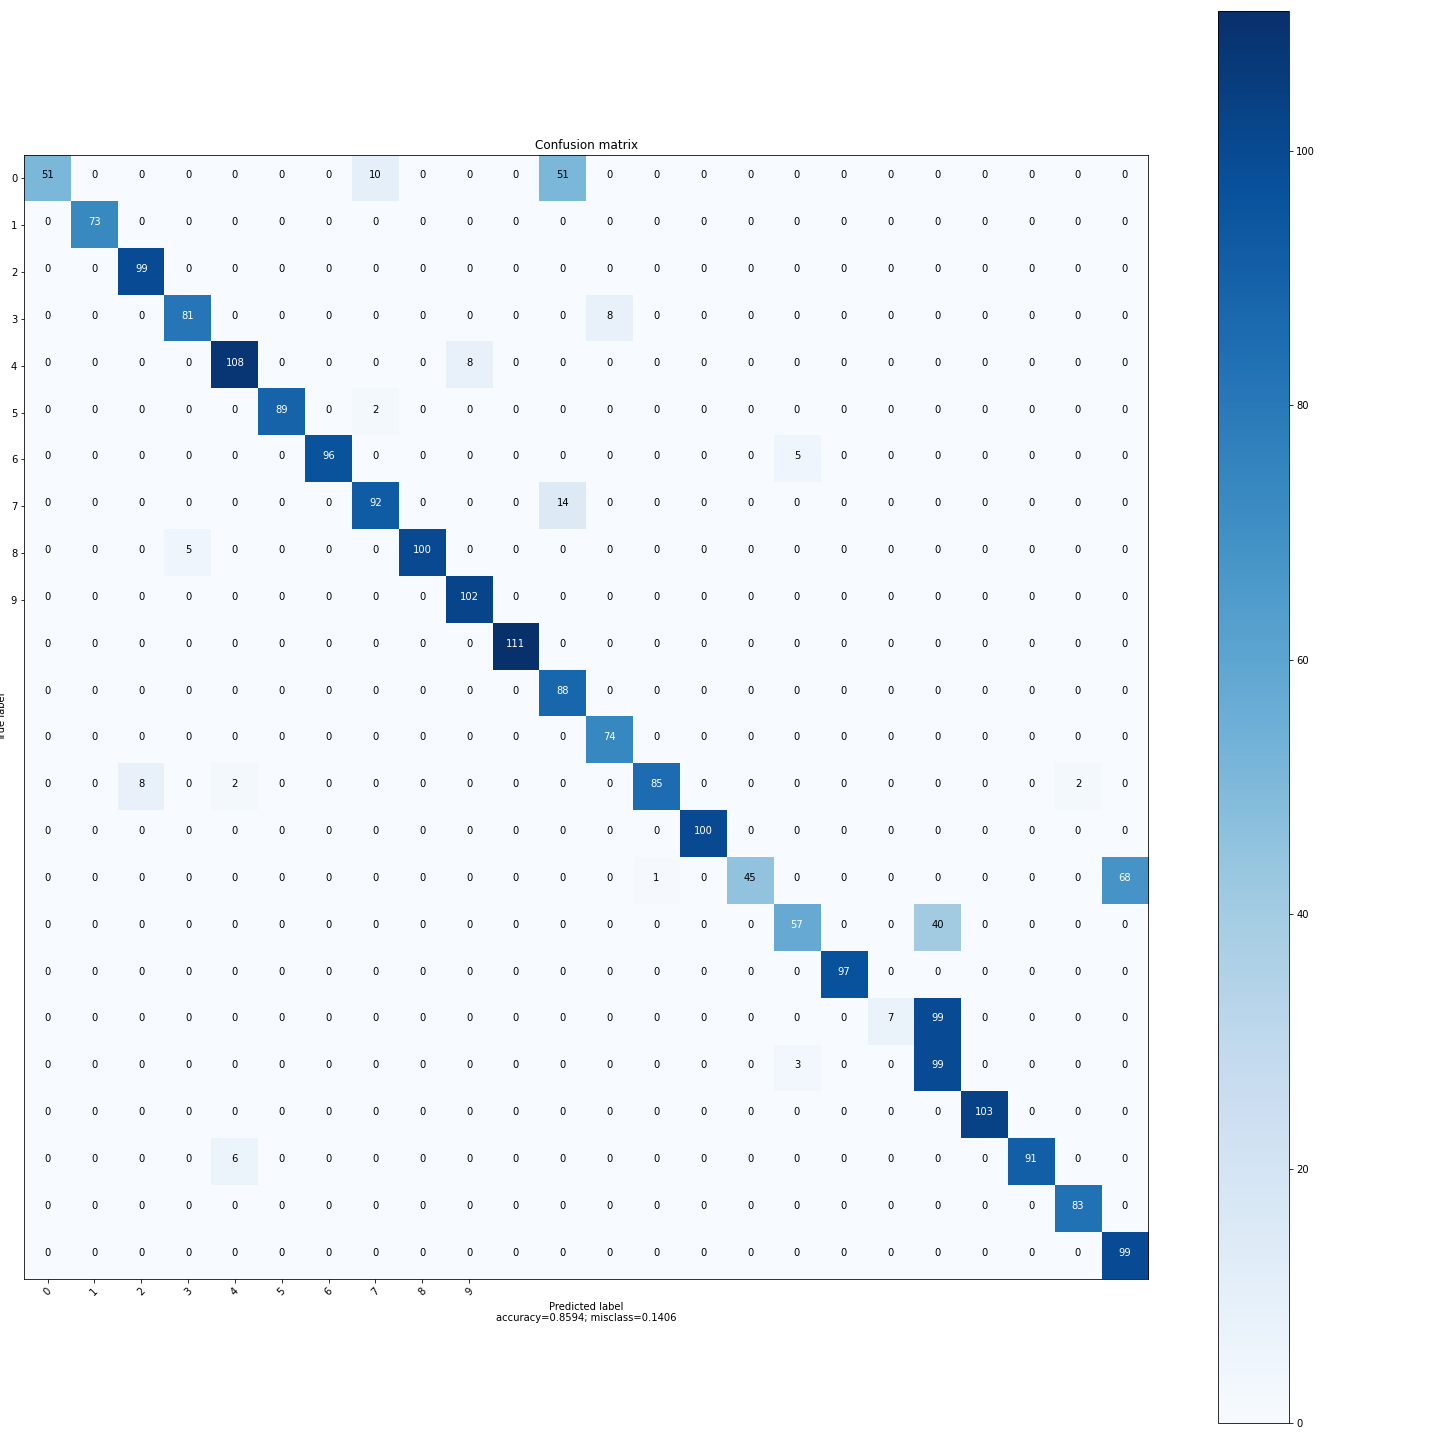 Confusion matrix
True label
0 51 0 0 0 0 0 0 10 0 0 0 51 0 0 0 0 0 0 0 0 0 0 0 0
1 0 73 0 0 0 0 0 0 0 0 0 0 0 0 0 0 0 0 0 0 0 0 0 0
2 0 0 99 0 0 0 0 0 0 0 0 0 0 0 0 0 0 0 0 0 0 0 0 0
3 0 0 0 81 0 0 0 0 0 0 0 0 8 0 0 0 0 0 0 0 0 0 0 0
4 0 0 0 0 108 0 0 0 0 8 0 0 0 0 0 0 0 0 0 0 0 0 0 0
5 0 0 0 0 0 89 0 2 0 0 0 0 0 0 0 0 0 0 0 0 0 0 0 0
6 0 0 0 0 0 0 96 0 0 0 0 0 0 0 0 0 5 0 0 0 0 0 0 0
7 0 0 0 0 0 0 0 92 0 0 0 14 0 0 0 0 0 0 0 0 0 0 0 0
8 0 0 0 5 0 0 0 0 100 0 0 0 0 0 0 0 0 0 0 0 0 0 0 0
9 0 0 0 0 0 0 0 0 0 102 0 0 0 0 0 0 0 0 0 0 0 0 0 0
0 0 0 0 0 0 0 0 0 0 111 0 0 0 0 0 0 0 0 0 0 0 0 0
0 0 0 0 0 0 0 0 0 0 0 88 0 0 0 0 0 0 0 0 0 0 0 0
0 0 0 0 0 0 0 0 0 0 0 0 74 0 0 0 0 0 0 0 0 0 0 0
0 0 8 0 2 0 0 0 0 0 0 0 0 85 0 0 0 0 0 0 0 0 2 0
0 0 0 0 0 0 0 0 0 0 0 0 0 0 100 0 0 0 0 0 0 0 0 0
0 0 0 0 0 0 0 0 0 0 0 0 0 1 0 45 0 0 0 0 0 0 0 68
0 0 0 0 0 0 0 0 0 0 0 0 0 0 0 0 57 0 0 40 0 0 0 0
0 0 0 0 0 0 0 0 0 0 0 0 0 0 0 0 0 97 0 0 0 0 0 0
0 0 0 0 0 0 0 0 0 0 0 0 0 0 0 0 0 0 7 99 0 0 0 0
0 0 0 0 0 0 0 0 0 0 0 0 0 0 0 0 3 0 0 99 0 0 0 0
0 0 0 0 0 0 0 0 0 0 0 0 0 0 0 0 0 0 0 0 103 0 0 0
0 0 0 0 6 0 0 0 0 0 0 0 0 0 0 0 0 0 0 0 0 91 0 0
0 0 0 0 0 0 0 0 0 0 0 0 0 0 0 0 0 0 0 0 0 0 83 0
0 0 0 0 0 0 0 0 0 0 0 0 0 0 0 0 0 0 0 0 0 0 0 99
0 1 2 3 4 5 6 7 8 9
Predicted label
accuracy=0.8594; misclass=0.1406
100
80
60
40
20
0